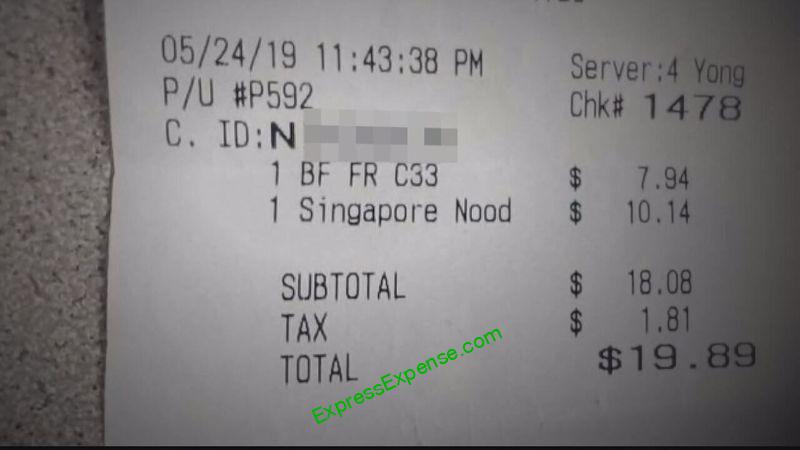 05/24/19 11:43:38 PM Server:4 Yong
P/U #P592 Chk# 1478
C. ID:N
1 BF FR C33 $ 7.94
1 Singapore Nood $ 10.14
SUBTOTAL $ 18.08
TAX $ 1.81
TOTAL $19.89
ExpressExpense.com